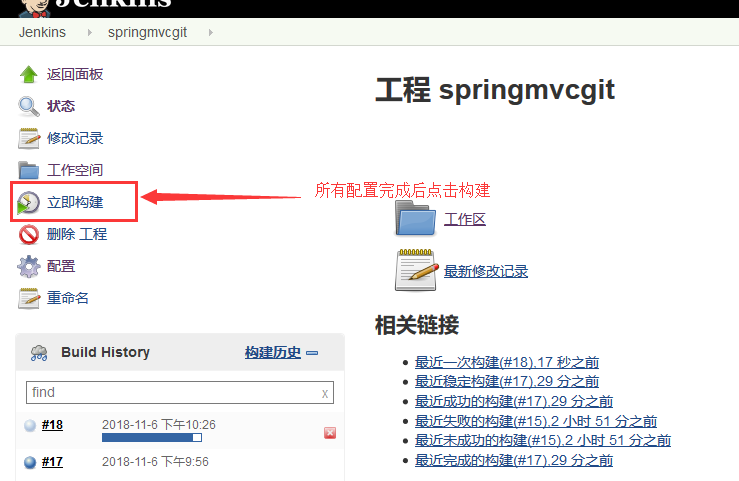 Jenkins
Jenkins springmvcgit
返回面板
状态
修改记录
工作空间
立即构建
删除 工程
配置
重命名
Build History 构建历史
find x
#18 2018-11-6 下午10:26
#17 2018-11-6 下午9:56
工程 springmvcgit
所有配置完成后点击构建
工作区
最新修改记录
相关链接
最近一次构建(#18),17 秒之前
最近稳定构建(#17),29 分之前
最近成功的构建(#17),29 分之前
最近失败的构建(#15),2 小时 51 分之前
最近未成功的构建(#15),2 小时 51 分之前
最近完成的构建(#17),29 分之前